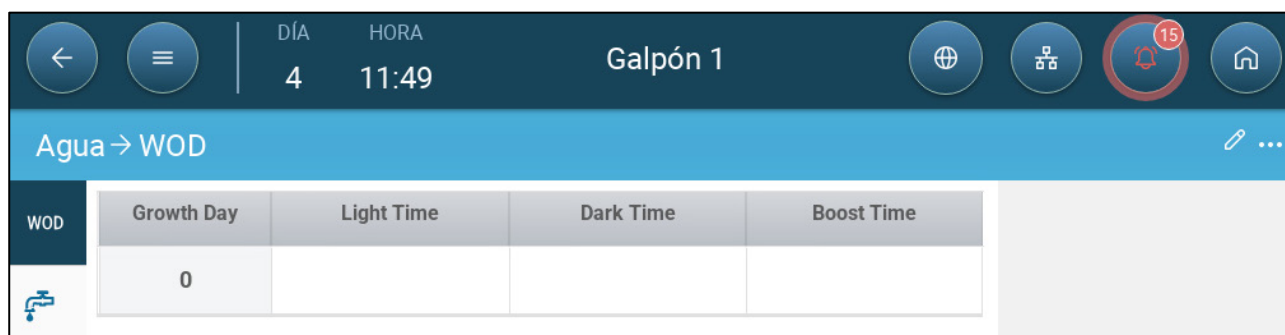 DÍA HORA
4 11:49
Galpón 1
15
Agua → WOD
WOD
Growth Day Light Time Dark Time Boost Time
0